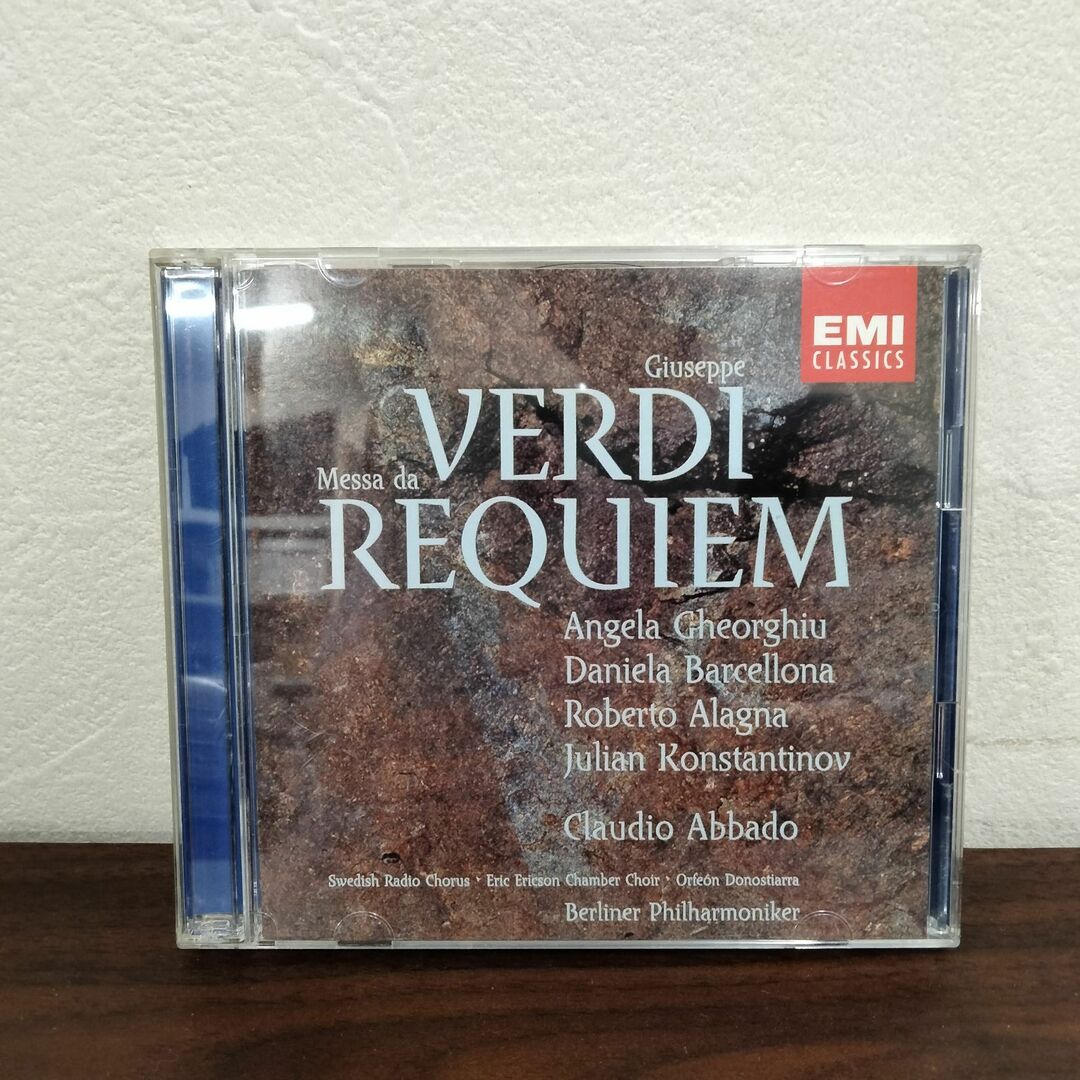 EMI
CLASSICS
Giuseppe
VERDI
Messa da
REQUIEM
Angela Gheorghiu
Daniela Barcellona
Roberto Alagna
Julian Konstantinov
Claudio Abbado
Swedish Radio Chorus · Eric Ericson Chamber Choir · Orfeón Donostiarra
Berliner Philharmoniker